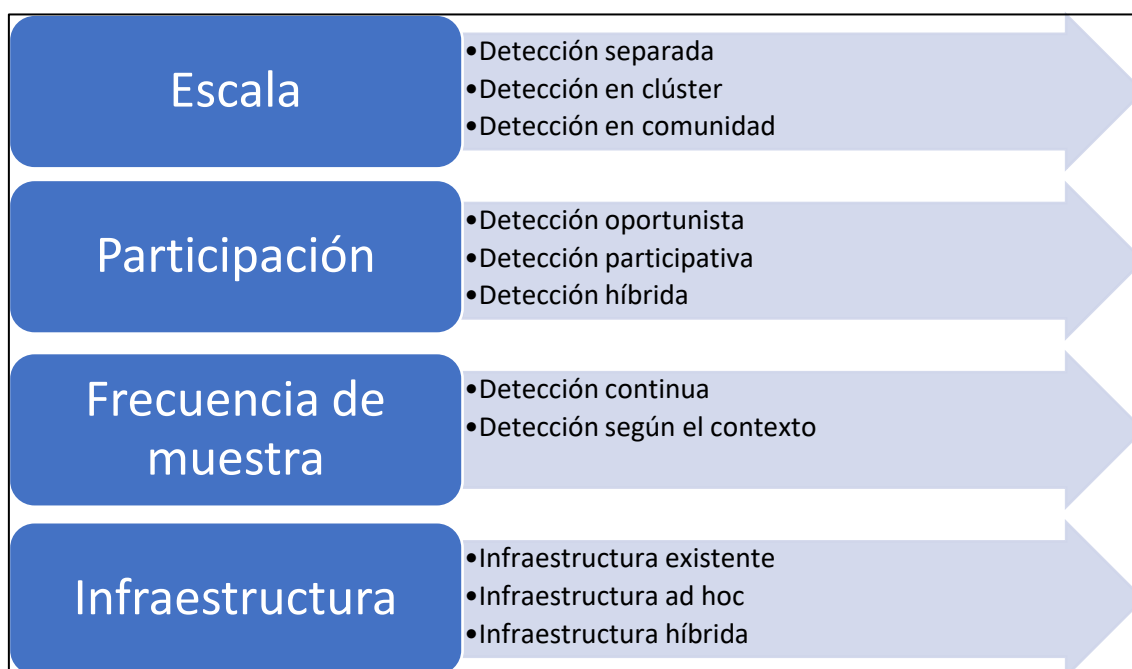 Escala
•Detección separada
•Detección en clúster
•Detección en comunidad
Participación
•Detección oportunista
•Detección participativa
•Detección híbrida
Frecuencia de
muestra
•Detección continua
•Detección según el contexto
Infraestructura
•Infraestructura existente
•Infraestructura ad hoc
•Infraestructura híbrida